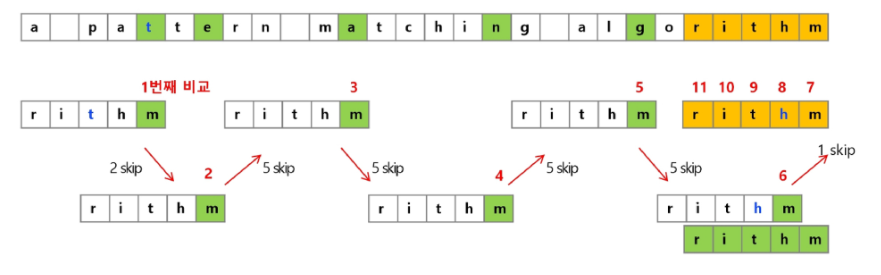 a p a t t e r n m a t c h i n g a l g o r i t h m
1번째 비교 3 5 11 10 9 8 7
r i t h m r i t h m r i t h m r i t h m
2 skip 2 5 skip 5 skip 4 5 skip 5 skip 6 1 skip
r i t h m r i t h m r i t h m
r i t h m